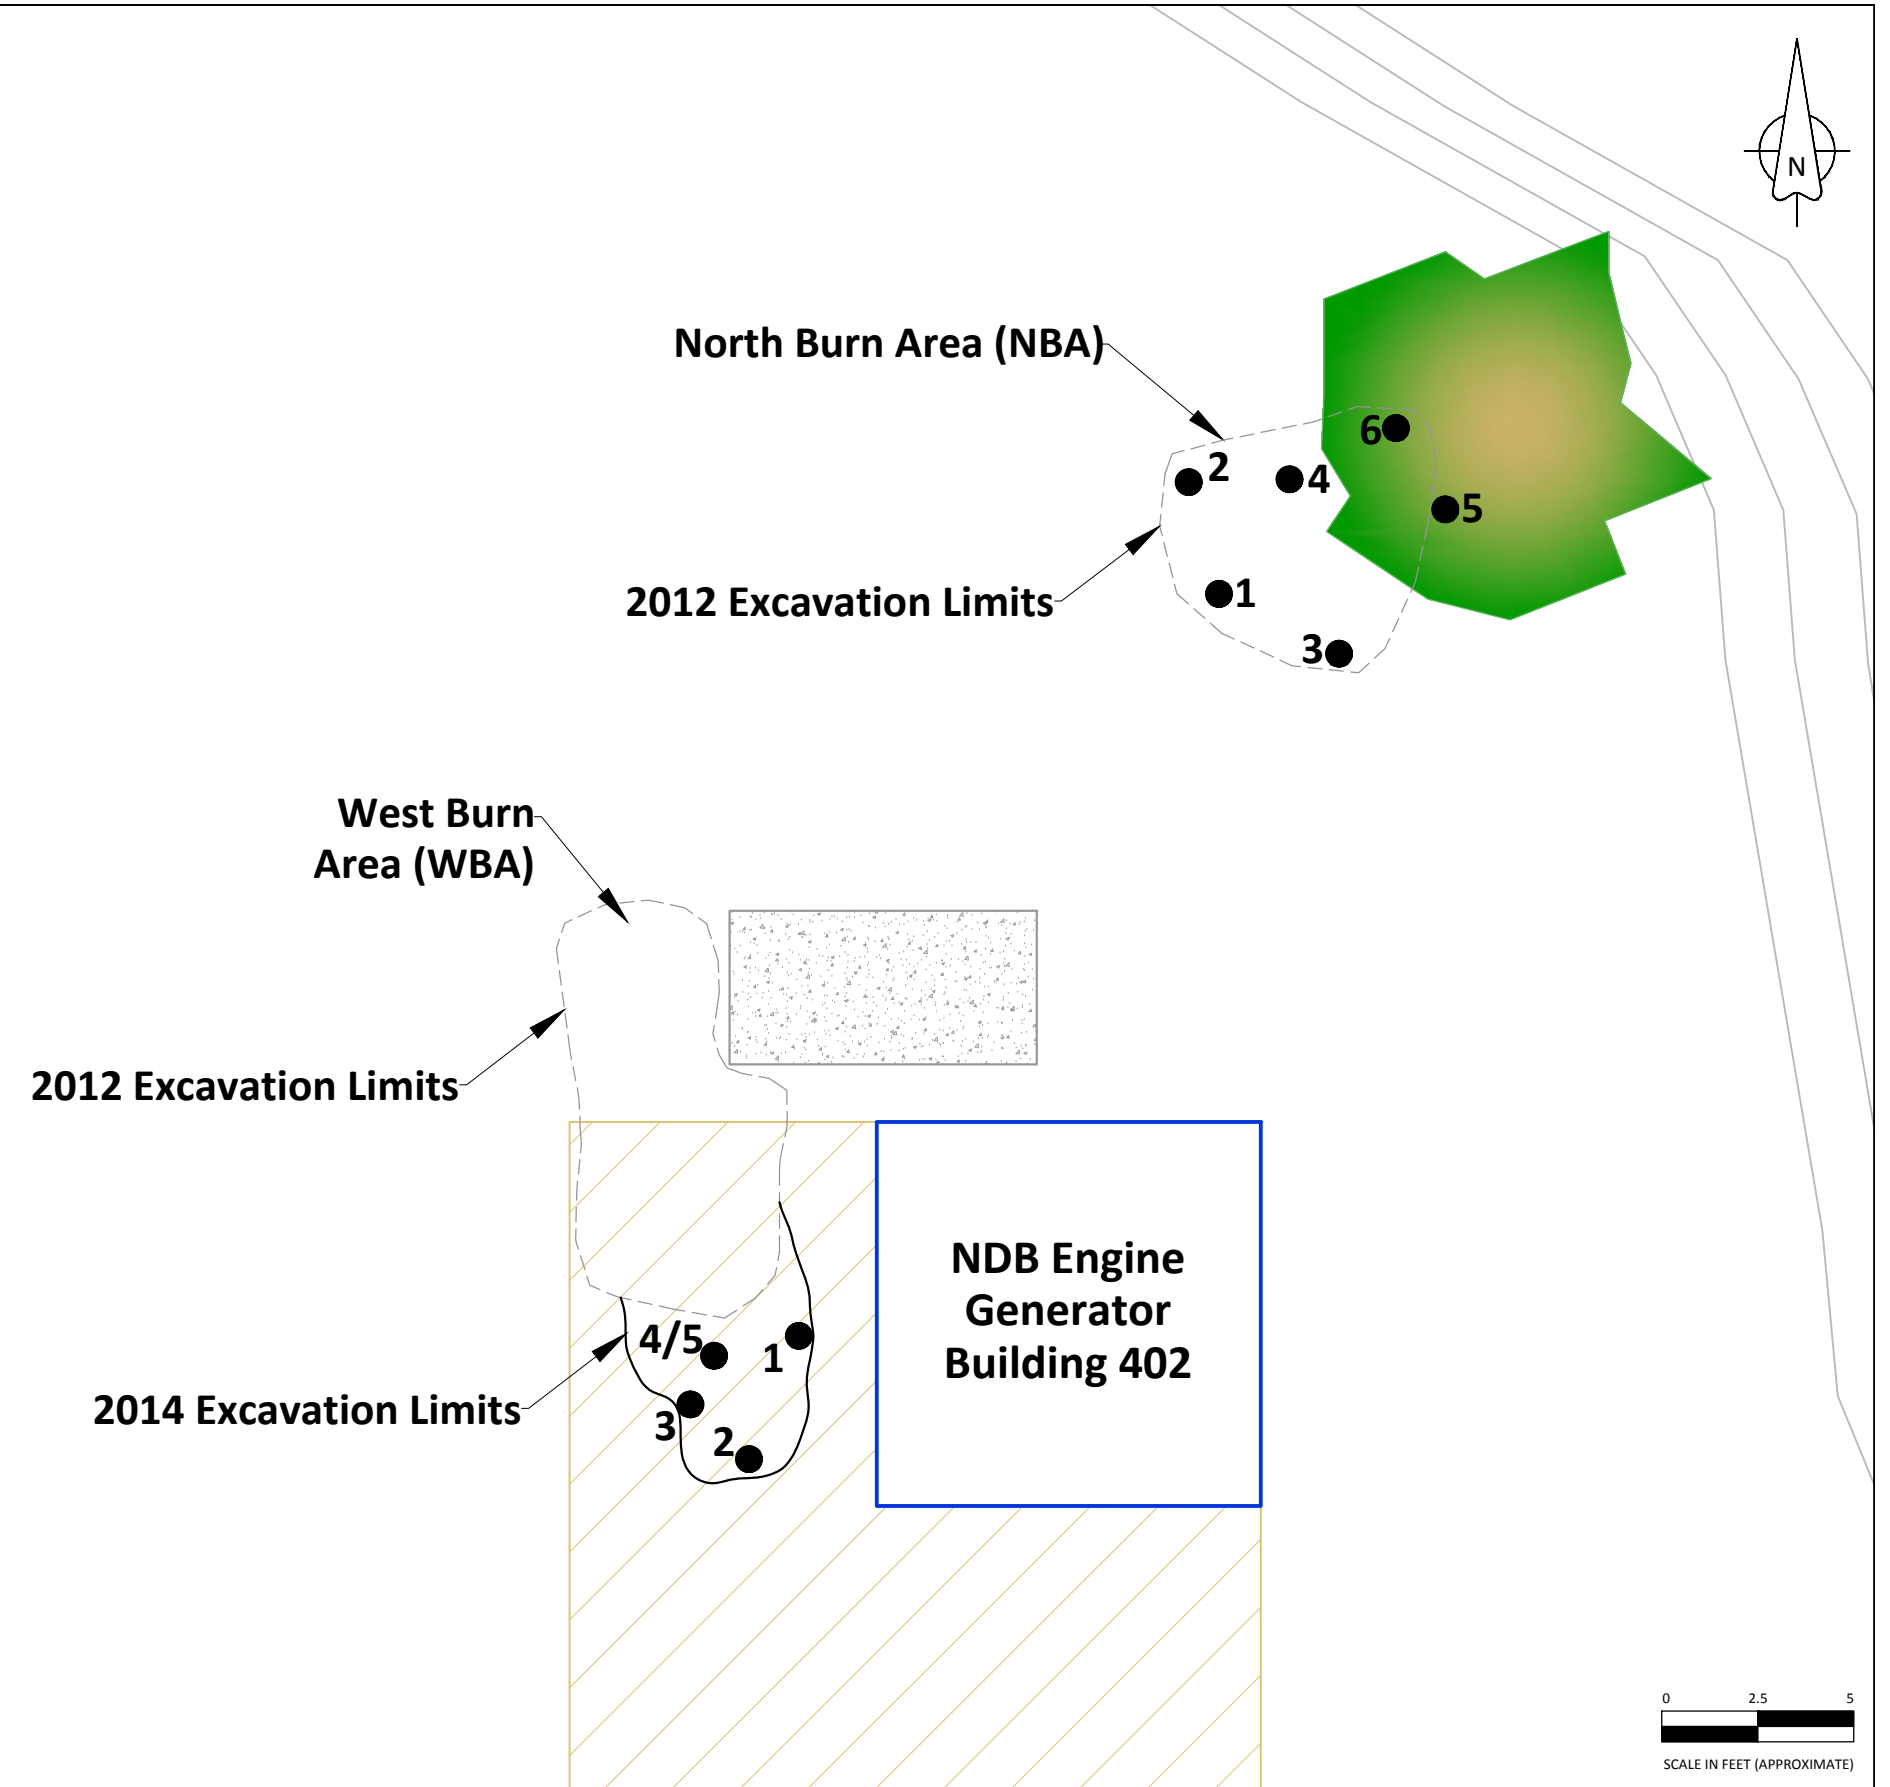 N
North Burn Area (NBA)
6
2
4
5
2012 Excavation Limits
1
3
West Burn
Area (WBA)
2012 Excavation Limits
NDB Engine
Generator
Building 402
4/5
1
2014 Excavation Limits
3
2
0 2.5 5
SCALE IN FEET (APPROXIMATE)